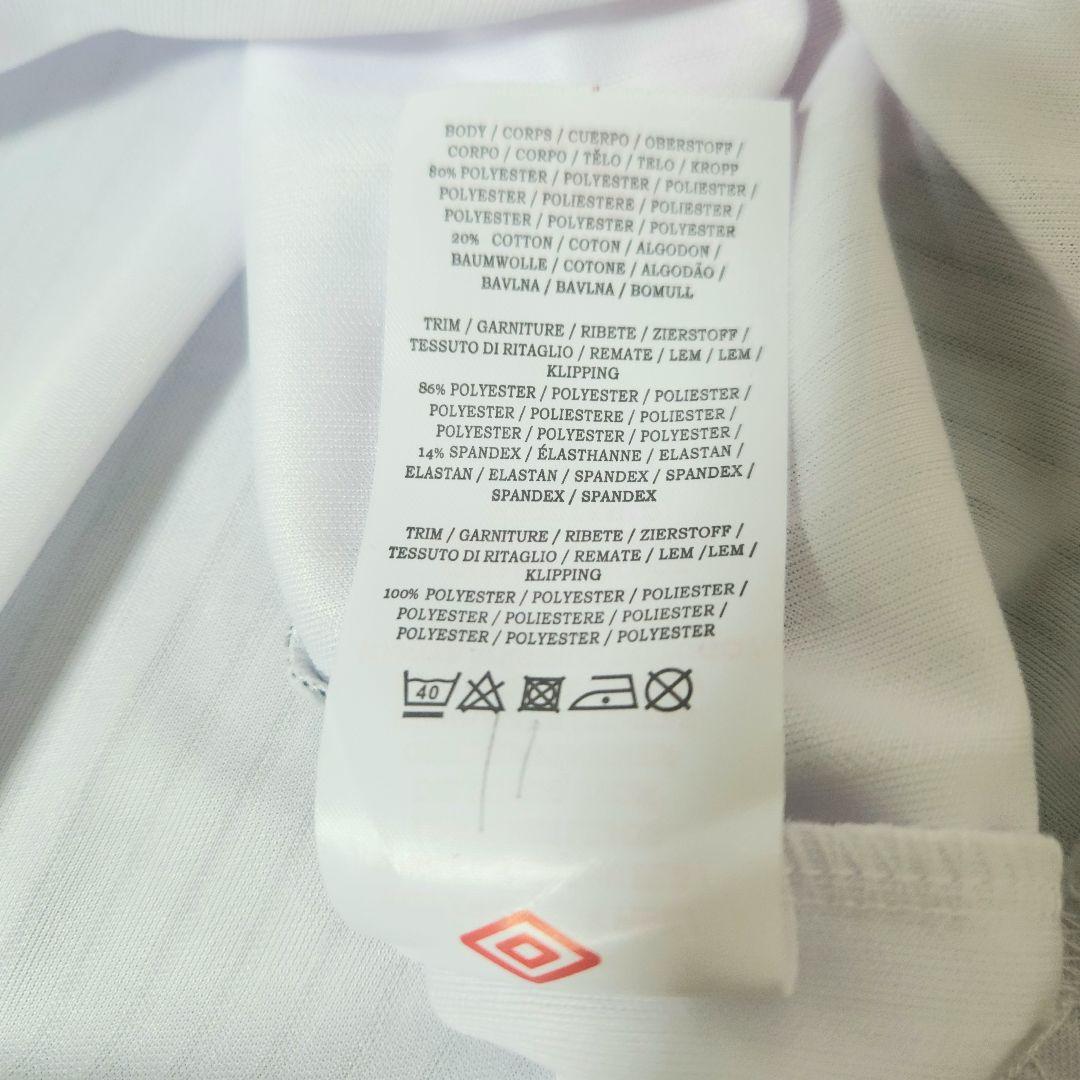 BODY / CORPS / CUERPO / OBERSTOFF /
CORPO / CORPO / TĚLO / TELO / KROPP
80% POLYESTER / POLYESTER / POLIESTER /
POLYESTER / POLIESTERE / POLIESTER /
POLYESTER / POLYESTER / POLYESTER
20% COTTON / COTON / ALGODON /
BAUMWOLLE / COTONE / ALGODÃO /
BAVLNA / BAVLNA / BOMULL
TRIM / GARNITURE / RIBETE / ZIERSTOFF /
TESSUTO DI RITAGLIO / REMATE / LEM / LEM /
KLIPPING
86% POLYESTER / POLYESTER / POLIESTER /
POLYESTER / POLIESTERE / POLIESTER /
POLYESTER / POLYESTER / POLYESTER /
14% SPANDEX / ÉLASTHANNE / ELASTAN /
ELASTAN / ELASTAN / SPANDEX / SPANDEX /
SPANDEX / SPANDEX
TRIM / GARNITURE / RIBETE / ZIERSTOFF /
TESSUTO DI RITAGLIO / REMATE / LEM /LEM /
KLIPPING
100% POLYESTER / POLYESTER / POLIESTER /
POLYESTER / POLIESTERE / POLIESTER /
POLYESTER / POLYESTER / POLYESTER
40